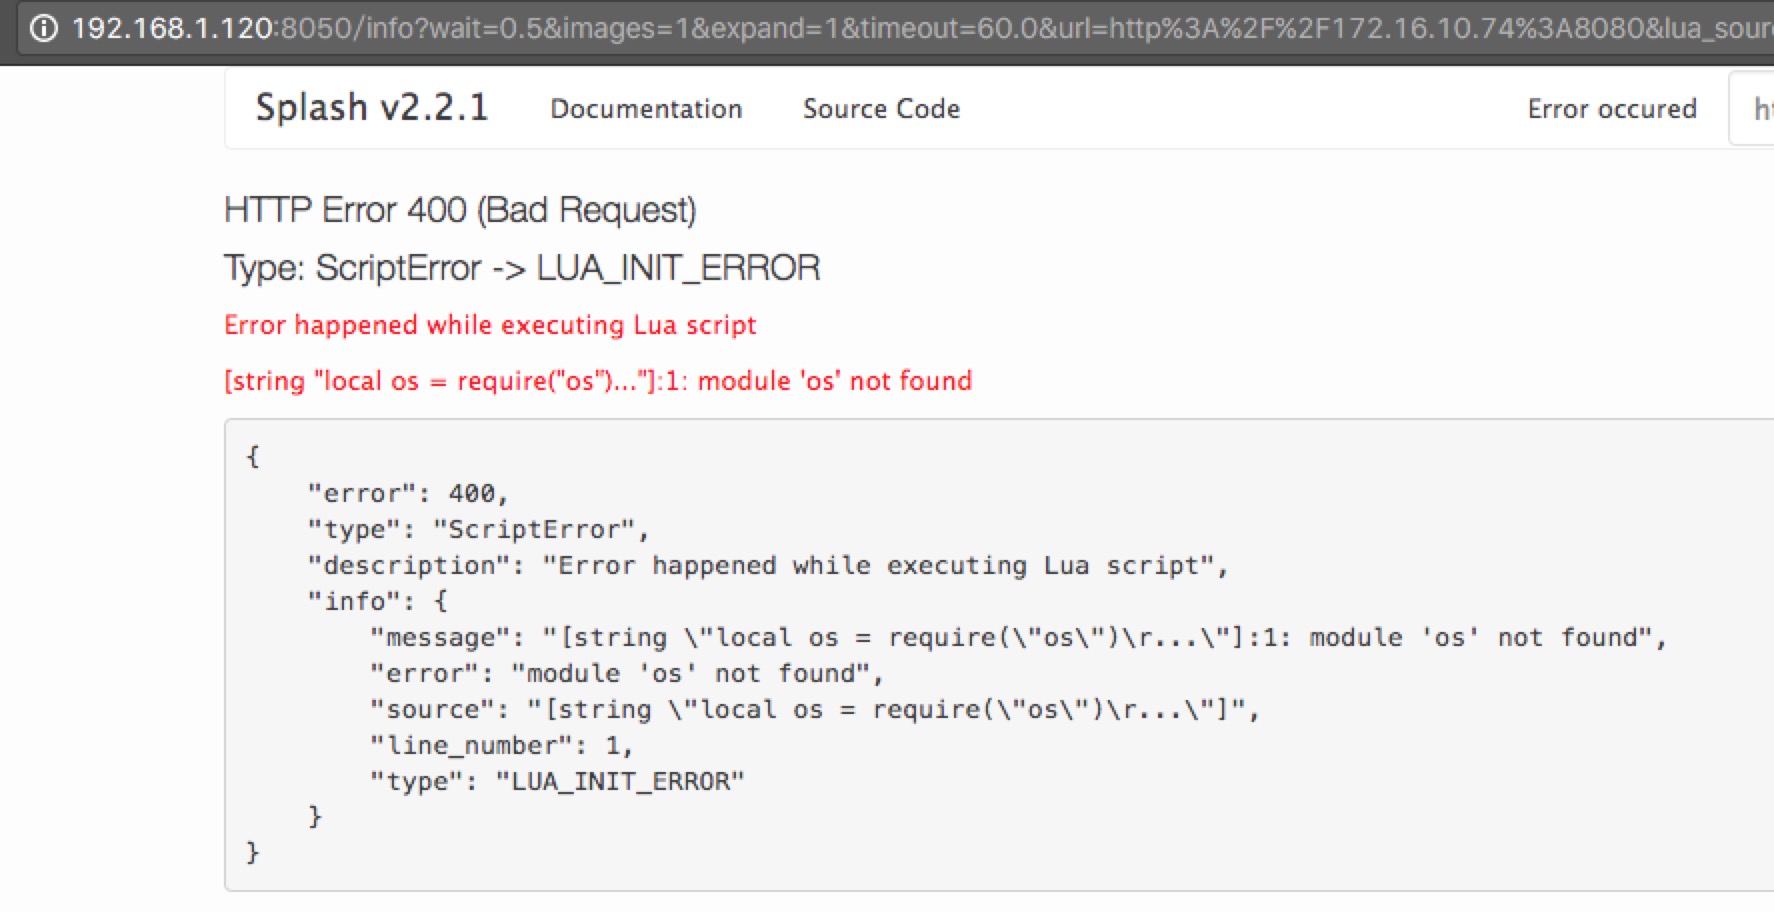 192.168.1.120:8050/info?wait=0.5&images=1&expand=1&timeout=60.0&url=http%3A%2F%2F172.16.10.74%3A8080&lua_sour
Splash v2.2.1 Documentation Source Code Error occured ht
HTTP Error 400 (Bad Request)
Type: ScriptError -> LUA_INIT_ERROR
Error happened while executing Lua script
[string "local os = require("os")..."]:1: module 'os' not found
{
    "error": 400,
    "type": "ScriptError",
    "description": "Error happened while executing Lua script",
    "info": {
        "message": "[string \"local os = require(\"os\")\r...\"]:1: module 'os' not found",
        "error": "module 'os' not found",
        "source": "[string \"local os = require(\"os\")\r...\"]",
        "line_number": 1,
        "type": "LUA_INIT_ERROR"
    }
}